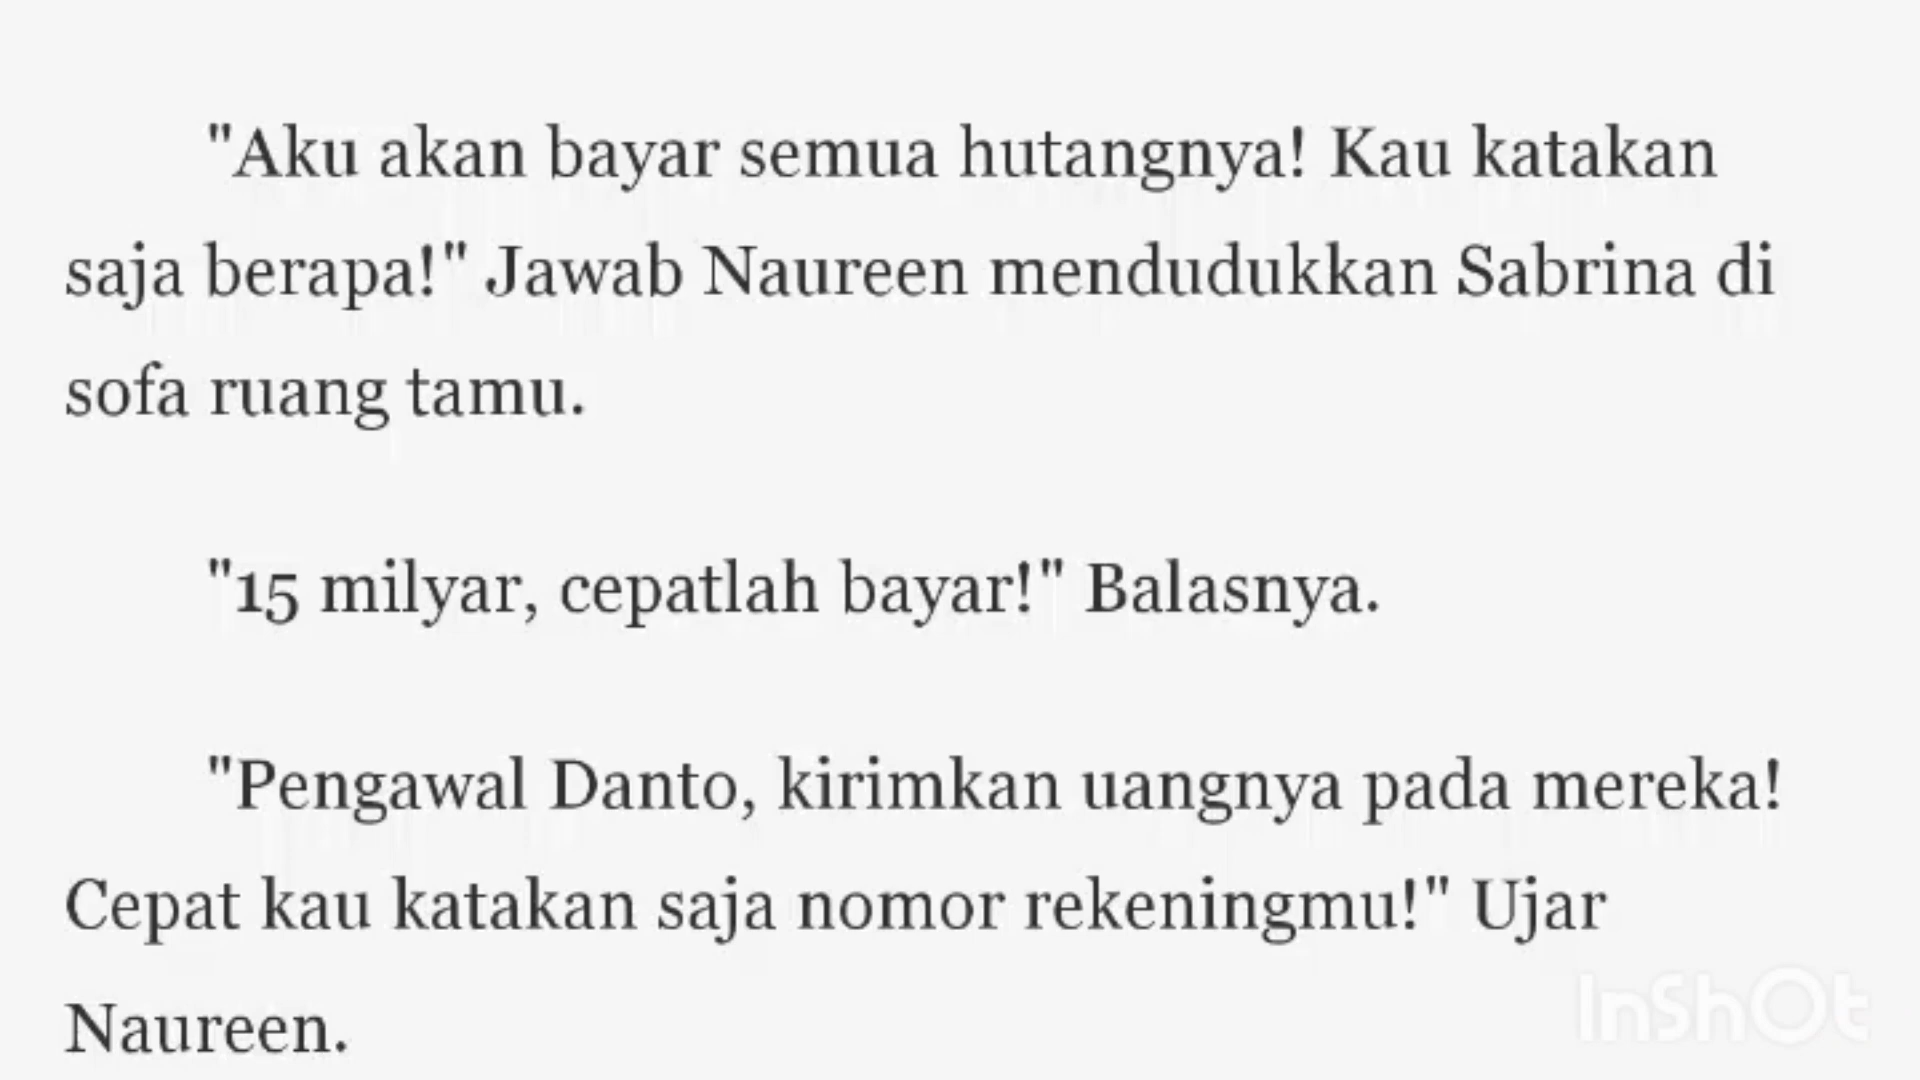 "Aku akan bayar semua hutangnya! Kau katakan
saja berapa!" Jawab Naureen mendudukkan Sabrina di
sofa ruang tamu.
"15 milyar, cepatlah bayar!" Balasnya.
"Pengawal Danto, kirimkan uangnya pada mereka!
Cepat kau katakan saja nomor rekeningmu!" Ujar
Naureen.
InShOt